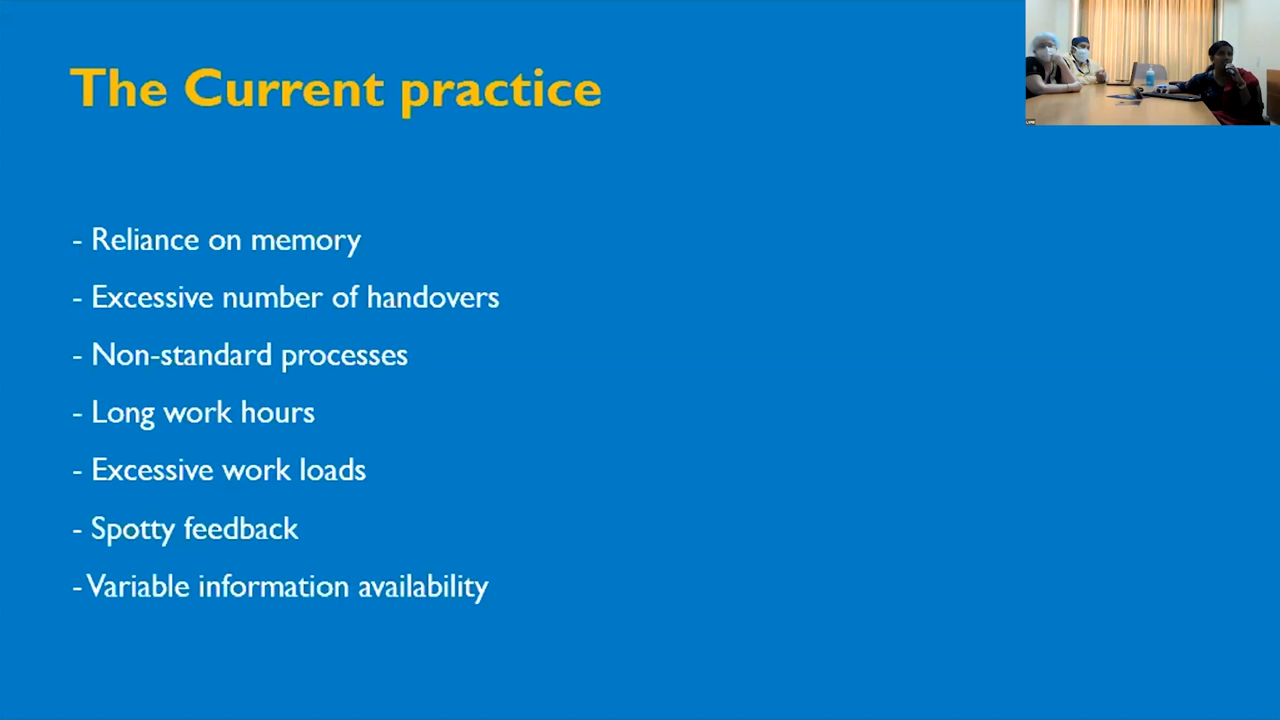 The Current practice
- Reliance on memory
- Excessive number of handovers
- Non-standard processes
- Long work hours
- Excessive work loads
- Spotty feedback
- Variable information availability